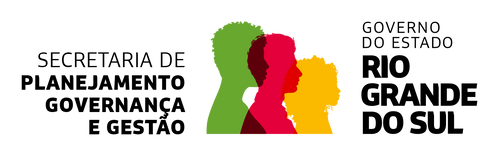 SECRETARIA DE
PLANEJAMENTO
GOVERNANÇA
E GESTÃO
GOVERNO
DO ESTADO
RIO
GRANDE
DO SUL